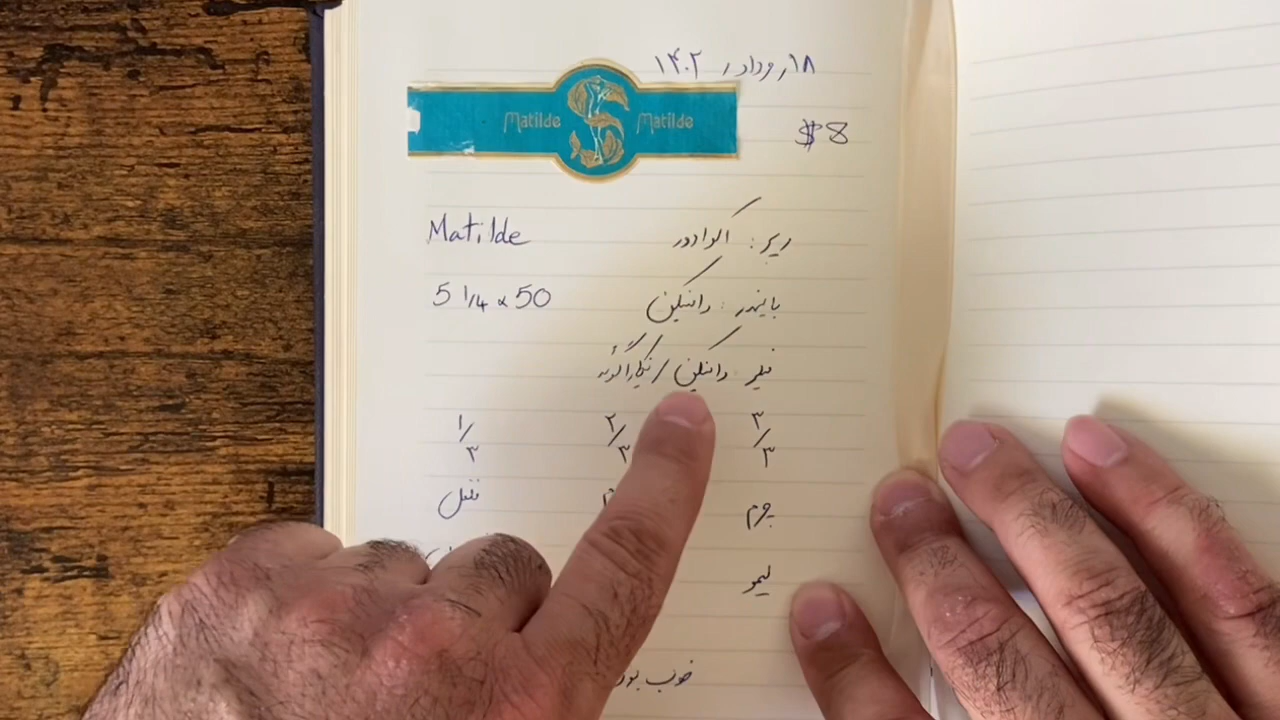 ۱۸ مرداد ۱۴۰۲
Matilde Matilde
$8
Matilde
رپر : اکوادور
5 1/4 x 50
بایندر : دامنیکن
فیلر دامنیکن / نیکاراگوئه
۳/۳ ۲/۳ ۱/۳
چرم
فلفل
لیمو
خوب بود